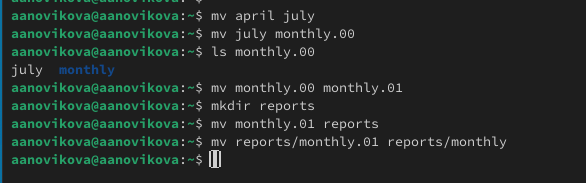 aanovikova@aanovikova:~$ mv april july
aanovikova@aanovikova:~$ mv july monthly.00
aanovikova@aanovikova:~$ ls monthly.00
july  monthly
aanovikova@aanovikova:~$ mv monthly.00 monthly.01
aanovikova@aanovikova:~$ mkdir reports
aanovikova@aanovikova:~$ mv monthly.01 reports
aanovikova@aanovikova:~$ mv reports/monthly.01 reports/monthly
aanovikova@aanovikova:~$